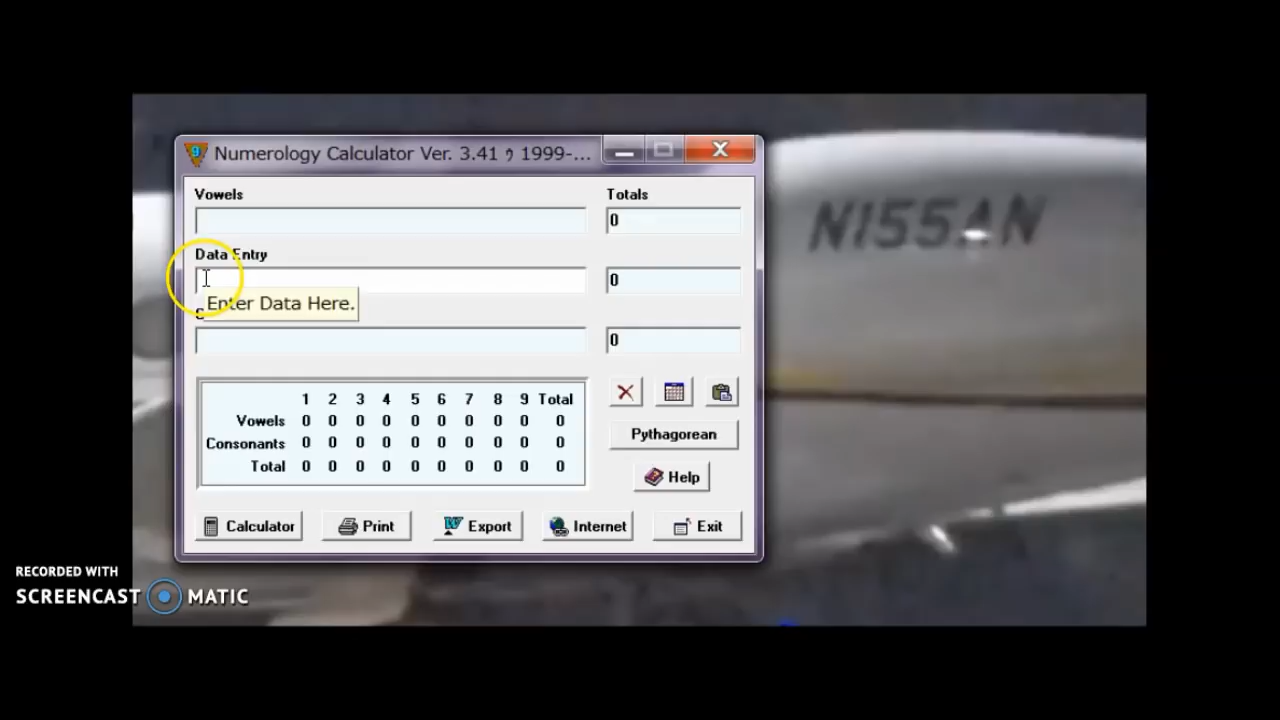 Numerology Calculator Ver. 3.41 ｩ 1999-...
Vowels
Totals
0
Data Entry
0
Enter Data Here.
0
1 2 3 4 5 6 7 8 9 Total
Vowels 0 0 0 0 0 0 0 0 0 0
Consonants 0 0 0 0 0 0 0 0 0 0
Total 0 0 0 0 0 0 0 0 0 0
Pythagorean
Help
Calculator
Print
Export
Internet
Exit
NISSAN
RECORDED WITH
SCREENCAST MATIC